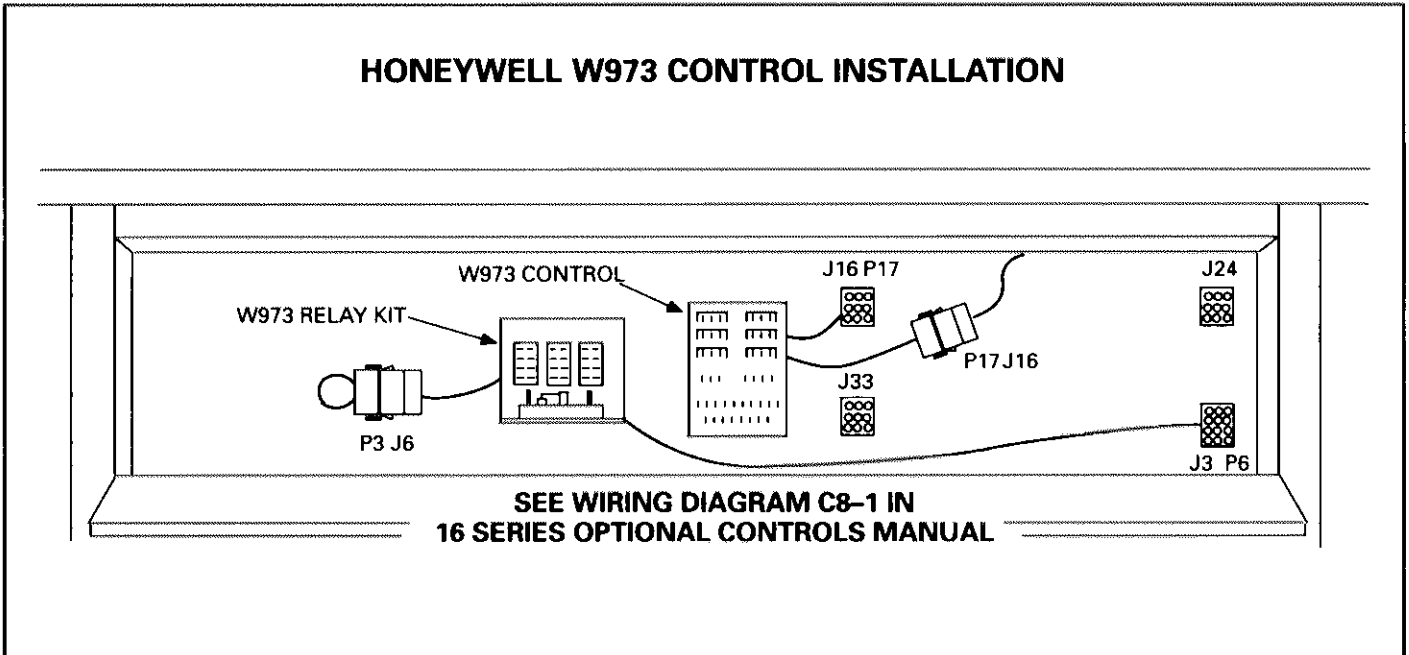 HONEYWELL W973 CONTROL INSTALLATION
W973 CONTROL
J16 P17
J24
W973 RELAY KIT
P17 J16
J33
P3 J6
J3 P6
SEE WIRING DIAGRAM C8–1 IN
16 SERIES OPTIONAL CONTROLS MANUAL